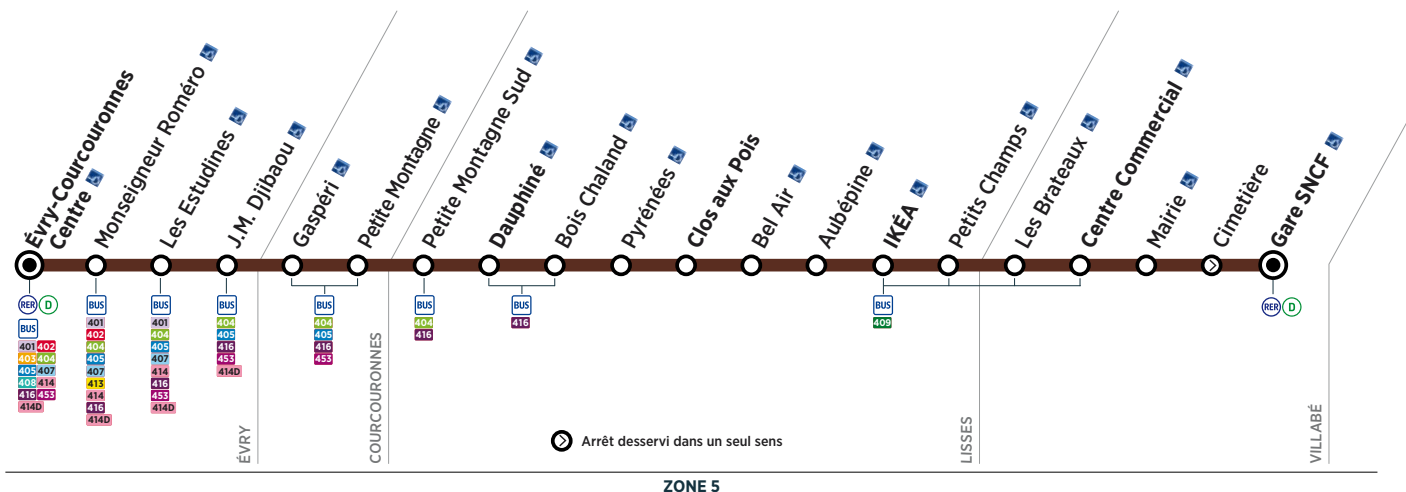 Évry-Courcouronnes
Centre
Monseigneur Roméro
Les Estudines
J.M. Djibaou
Gaspéri
Petite Montagne
Petite Montagne Sud
Dauphiné
Bois Chaland
Pyrénées
Clos aux Pois
Bel Air
Aubépine
IKÉA
Petits Champs
Les Brateaux
Centre Commercial
Mairie
Cimetière
Gare SNCF
RER D
BUS
401 402
403 404
405 407
408 414
416 453
414D
BUS
401
402
404
405
407
413
414
416
414D
BUS
401
404
405
407
414
416
453
414D
BUS
404
405
416
453
414D
BUS
404
405
416
453
BUS
404
416
BUS
416
BUS
409
RER D
ÉVRY
COURCOURONNES
LISSES
VILLABÉ
Arrêt desservi dans un seul sens
ZONE 5